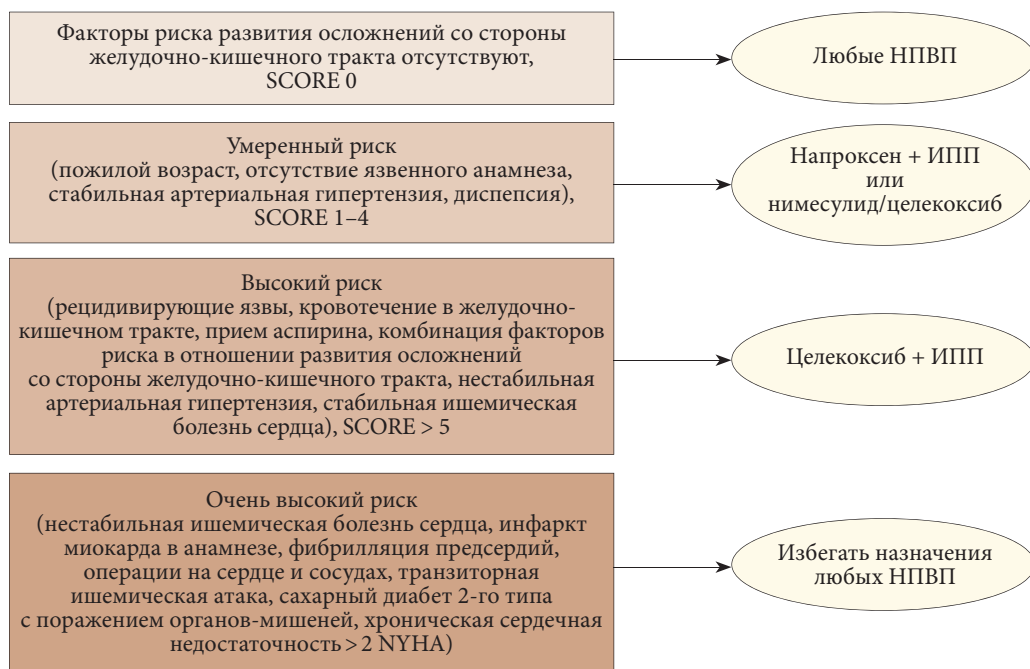 Факторы риска развития осложнений со стороны
желудочно-кишечного тракта отсутствуют,
SCORE 0
Любые НПВП
Умеренный риск
(пожилой возраст, отсутствие язвенного анамнеза,
стабильная артериальная гипертензия, диспепсия),
SCORE 1–4
Напроксен + ИПП
или
нимесулид/целекоксиб
Высокий риск
(рецидивирующие язвы, кровотечение в желудочно-
кишечном тракте, прием аспирина, комбинация факторов
риска в отношении развития осложнений
со стороны желудочно-кишечного тракта, нестабильная
артериальная гипертензия, стабильная ишемическая
болезнь сердца), SCORE > 5
Целекоксиб + ИПП
Очень высокий риск
(нестабильная ишемическая болезнь сердца, инфаркт
миокарда в анамнезе, фибрилляция предсердий,
операции на сердце и сосудах, транзиторная
ишемическая атака, сахарный диабет 2-го типа
с поражением органов-мишеней, хроническая сердечная
недостаточность > 2 NYHA)
Избегать назначения
любых НПВП